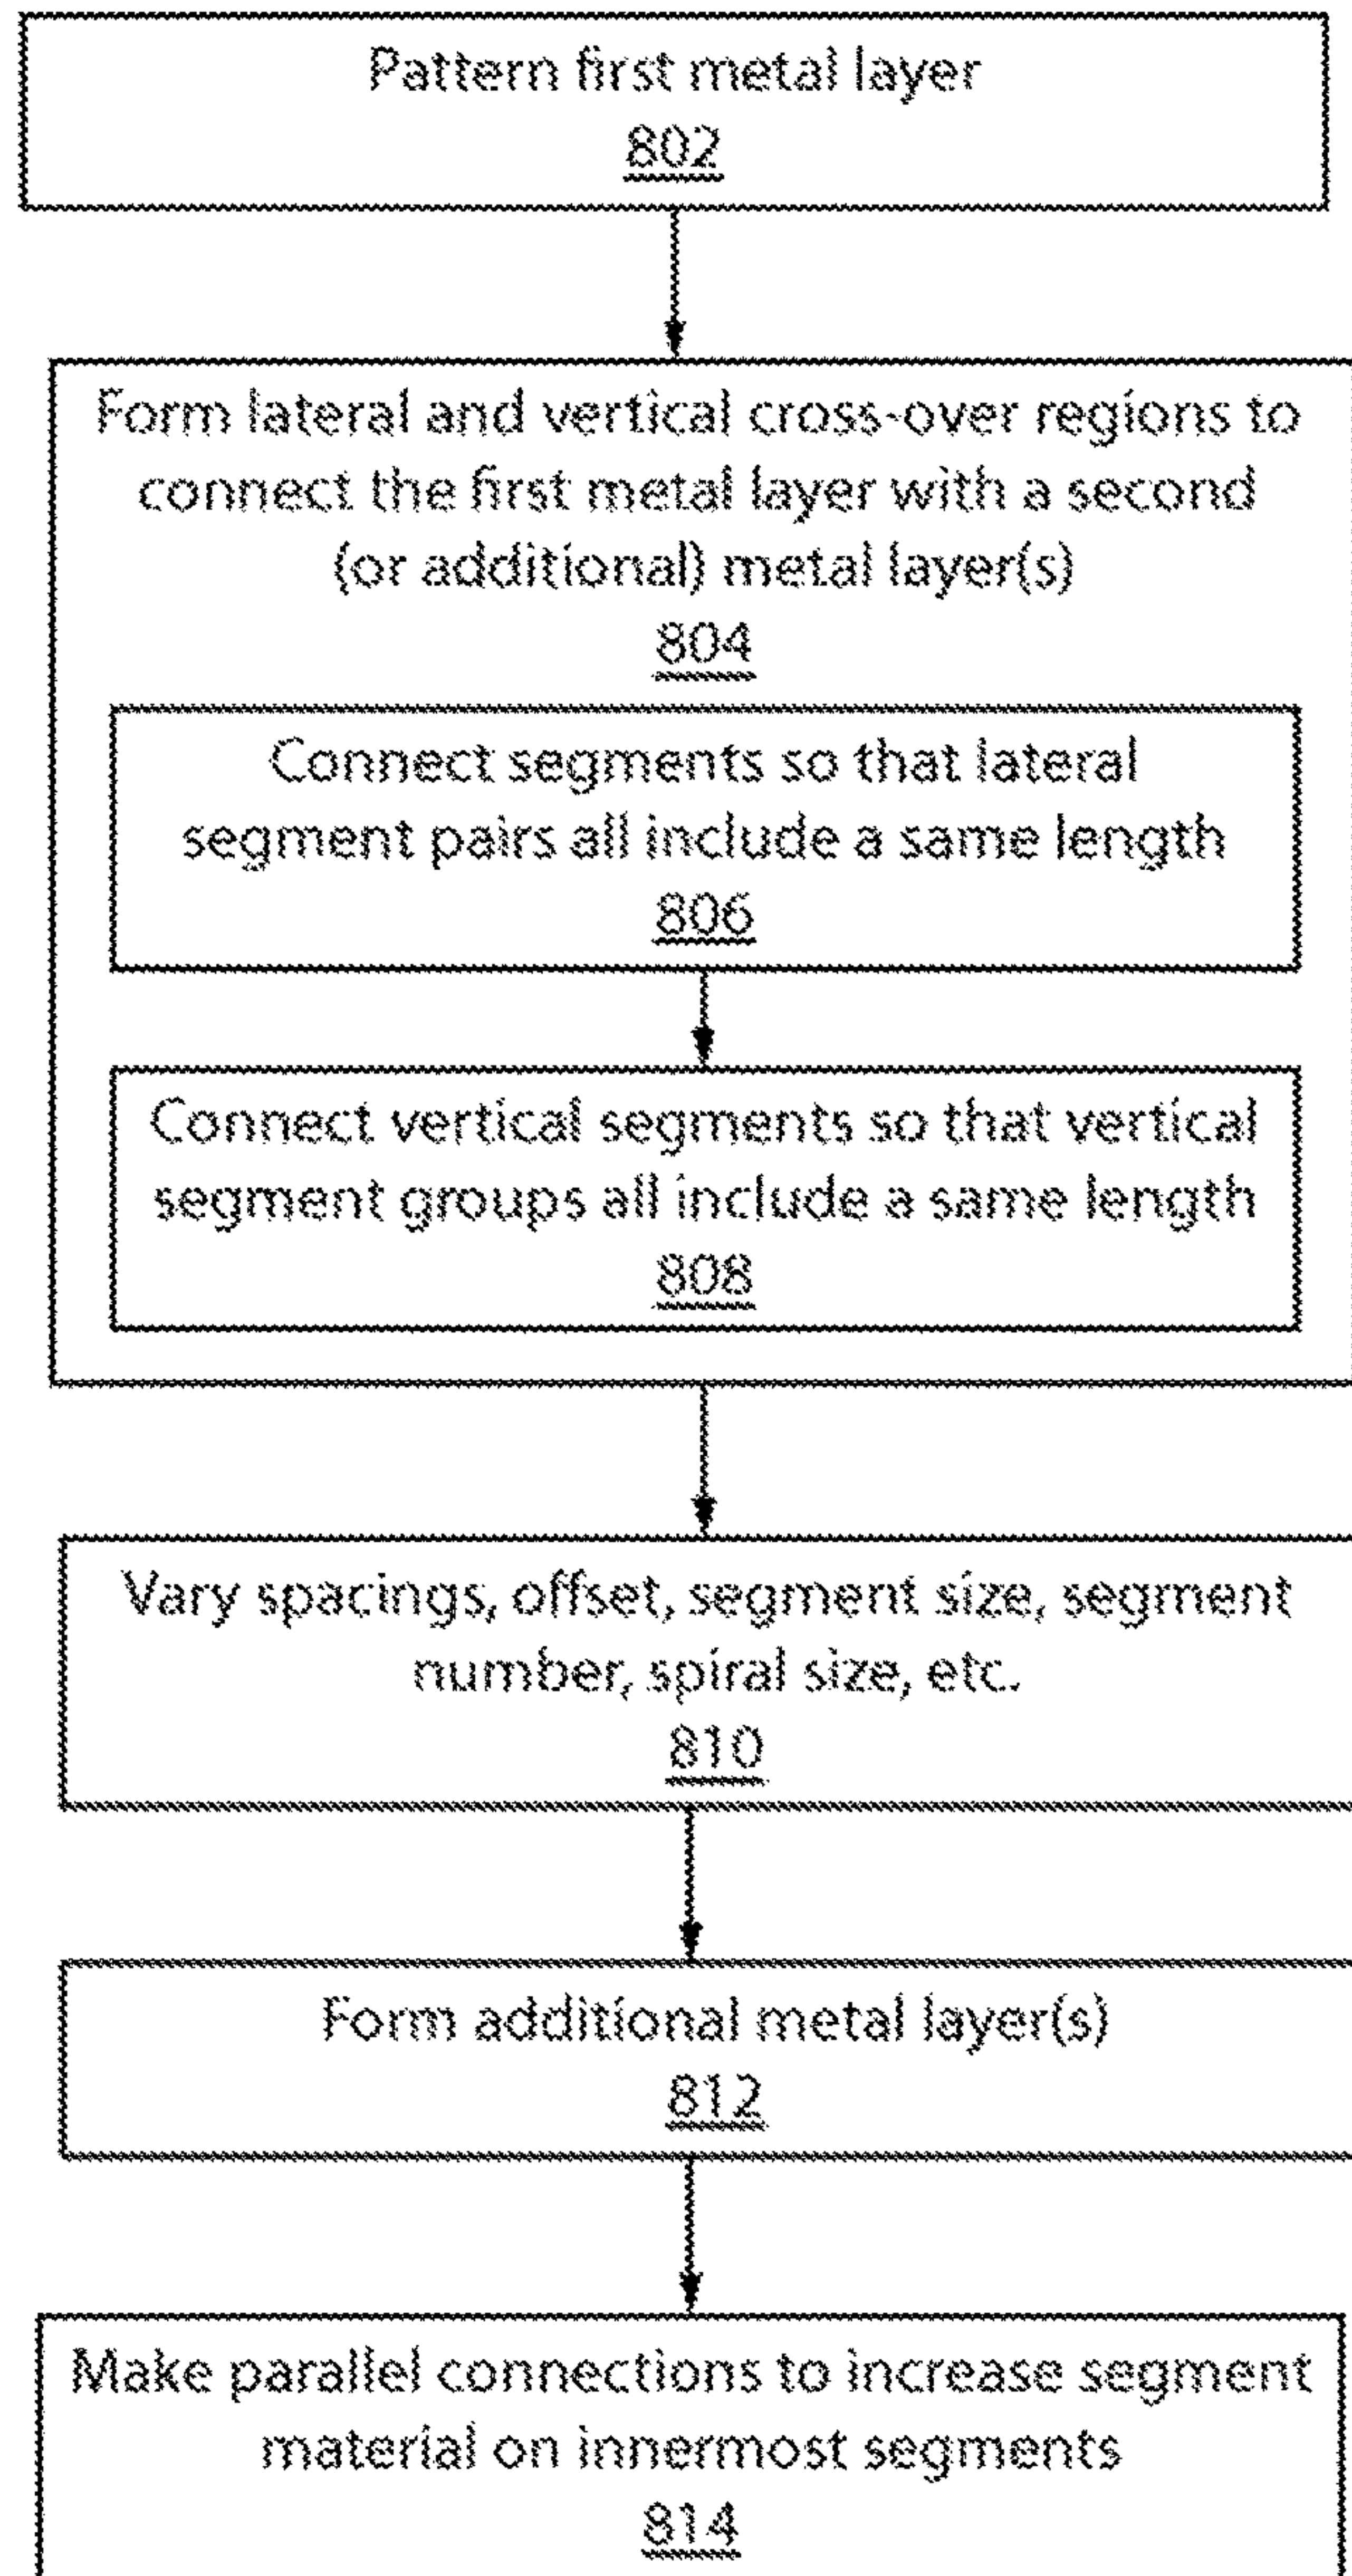 Pattern first metal layer
802
Form lateral and vertical cross-over regions to
connect the first metal layer with a second
(or additional) metal layer(s)
804
Connect segments so that lateral
segment pairs all include a same length
806
Connect vertical segments so that vertical
segment groups all include a same length
808
Vary spacings, offset, segment size, segment
number, spiral size, etc.
810
Form additional metal layer(s)
812
Make parallel connections to increase segment
material on innermost segments
814